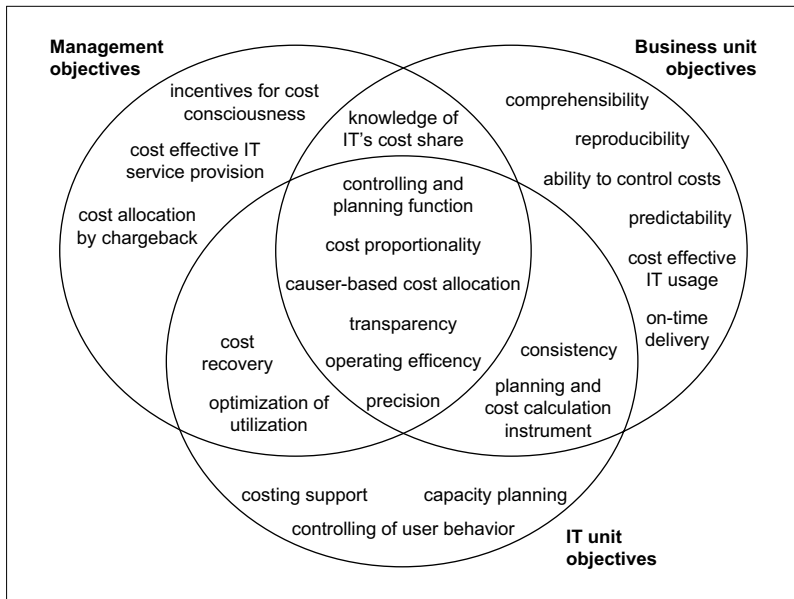 Management
objectives
Business unit
objectives
incentives for cost
consciousness
cost effective IT
service provision
cost allocation
by chargeback
knowledge of
IT's cost share
comprehensibility
reproducibility
ability to control costs
predictability
cost effective
IT usage
on-time
delivery
controlling and
planning function
cost proportionality
causer-based cost allocation
transparency
operating efficency
precision
cost
recovery
optimization of
utilization
consistency
planning and
cost calculation
instrument
costing support
capacity planning
controlling of user behavior
IT unit
objectives